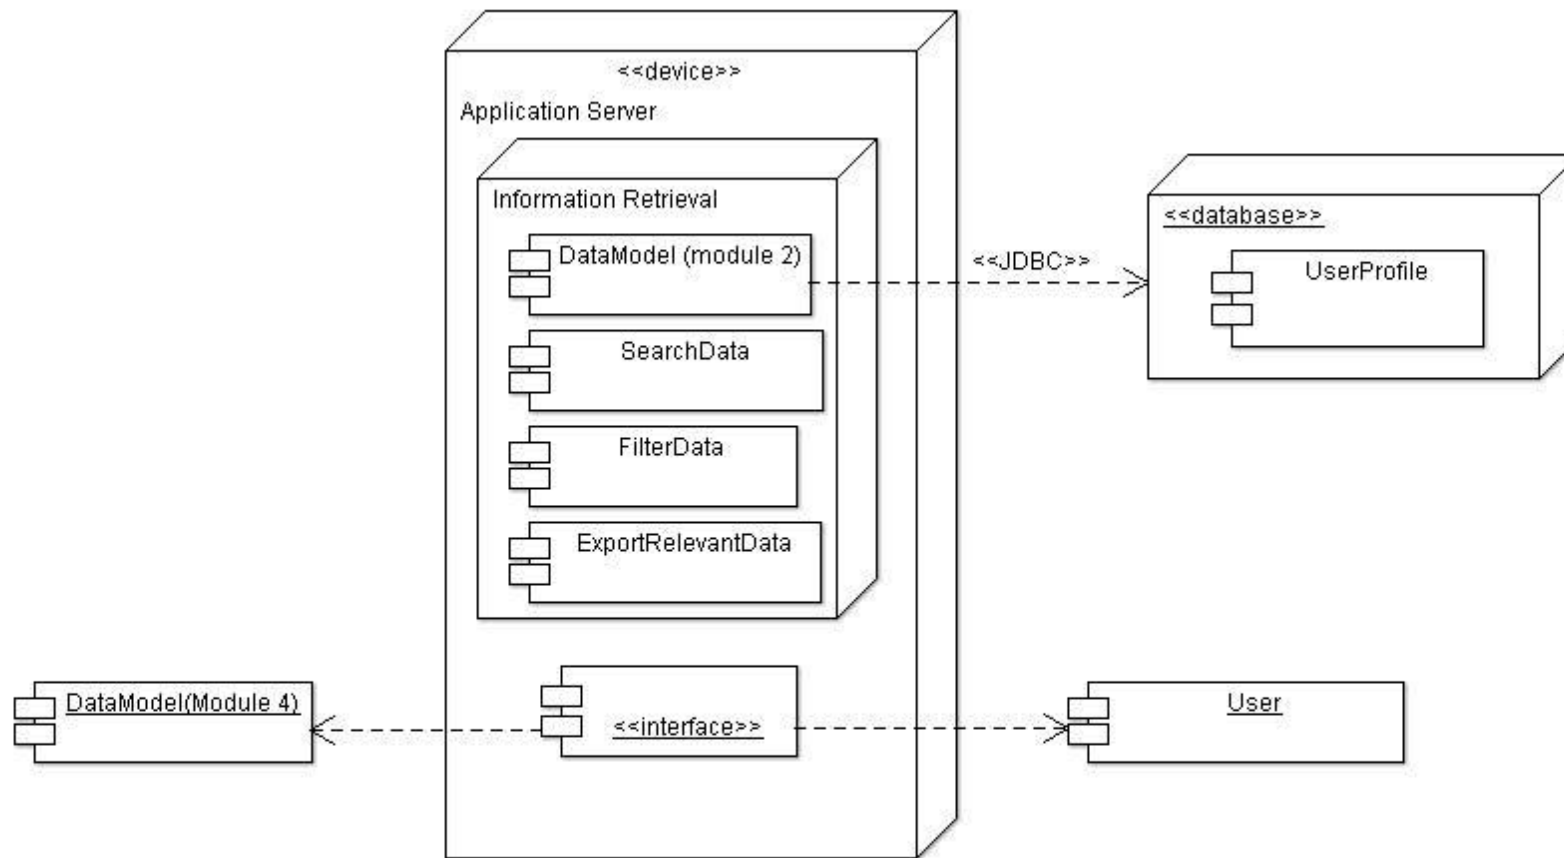 <<device>>
Application Server
Information Retrieval
DataModel (module 2)
SearchData
FilterData
ExportRelevantData
<<JDBC>>
<<database>>
UserProfile
DataModel(Module 4)
<<interface>>
User